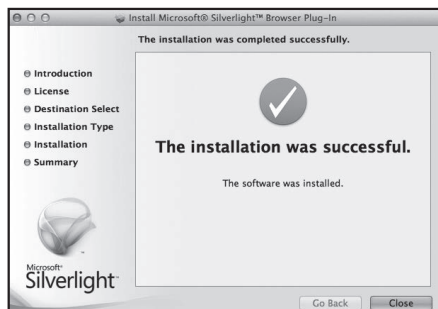 Install Microsoft® Silverlight™ Browser Plug-In
The installation was completed successfully.
Introduction
License
Destination Select
Installation Type
Installation
Summary
The installation was successful.
The software was installed.
Microsoft®
Silverlight™
Go Back
Close